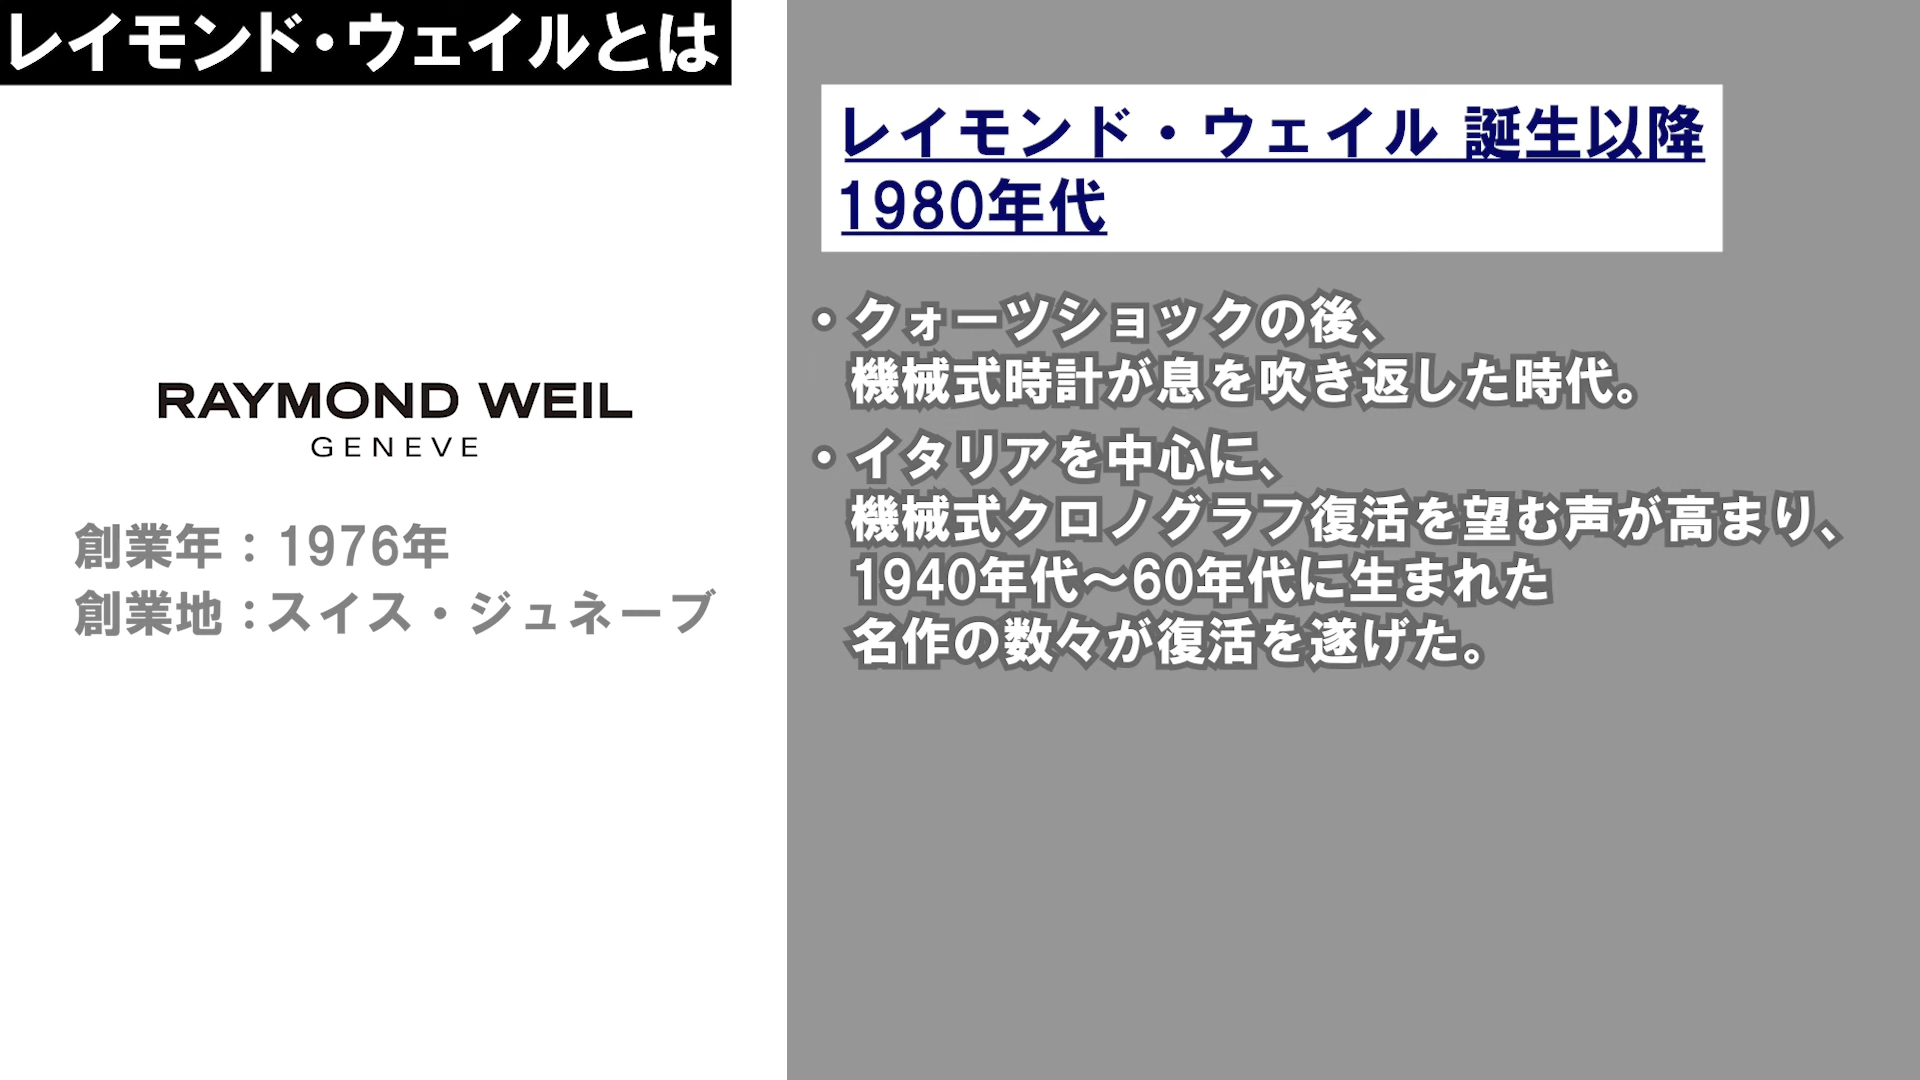 レイモンド・ウェイルとは
RAYMOND WEIL
GENEVE
創業年：1976年
創業地：スイス・ジュネーブ
レイモンド・ウェイル 誕生以降
1980年代
・クォーツショックの後、
機械式時計が息を吹き返した時代。
・イタリアを中心に、
機械式クロノグラフ復活を望む声が高まり、
1940年代～60年代に生まれた
名作の数々が復活を遂げた。